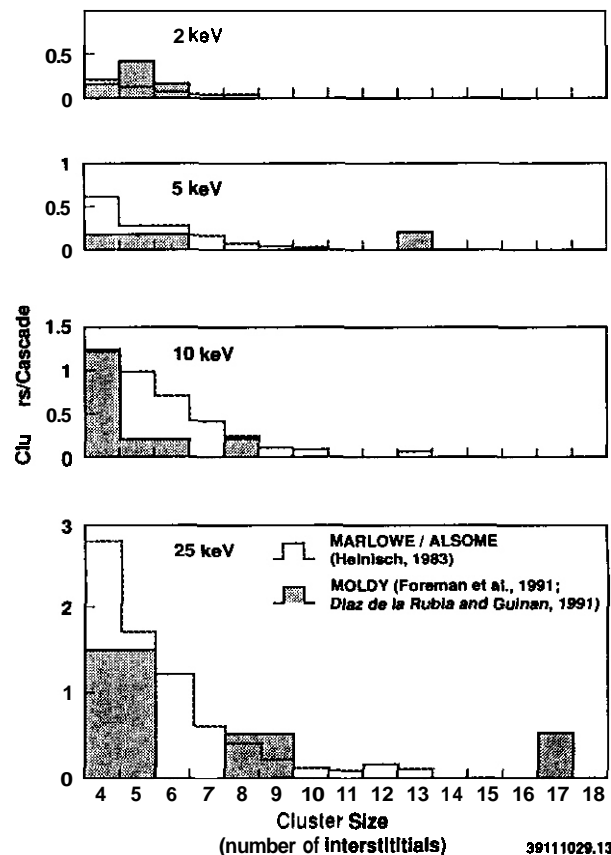 2 keV
0.5
0
5 keV
1
0.5
0
10 keV
1.5
1
0.5
0
Clu rs/Cascade
25 keV
3
2
1
0
MARLOWE / ALSOME
(Heinisch, 1983)
MOLDY (Foreman et al., 1991;
Diaz de la Rubia and Guinan, 1991)
4 5 6 7 8 9 10 11 12 13 14 15 16 17 18
Cluster Size
(number of interstititials)
39111029.13